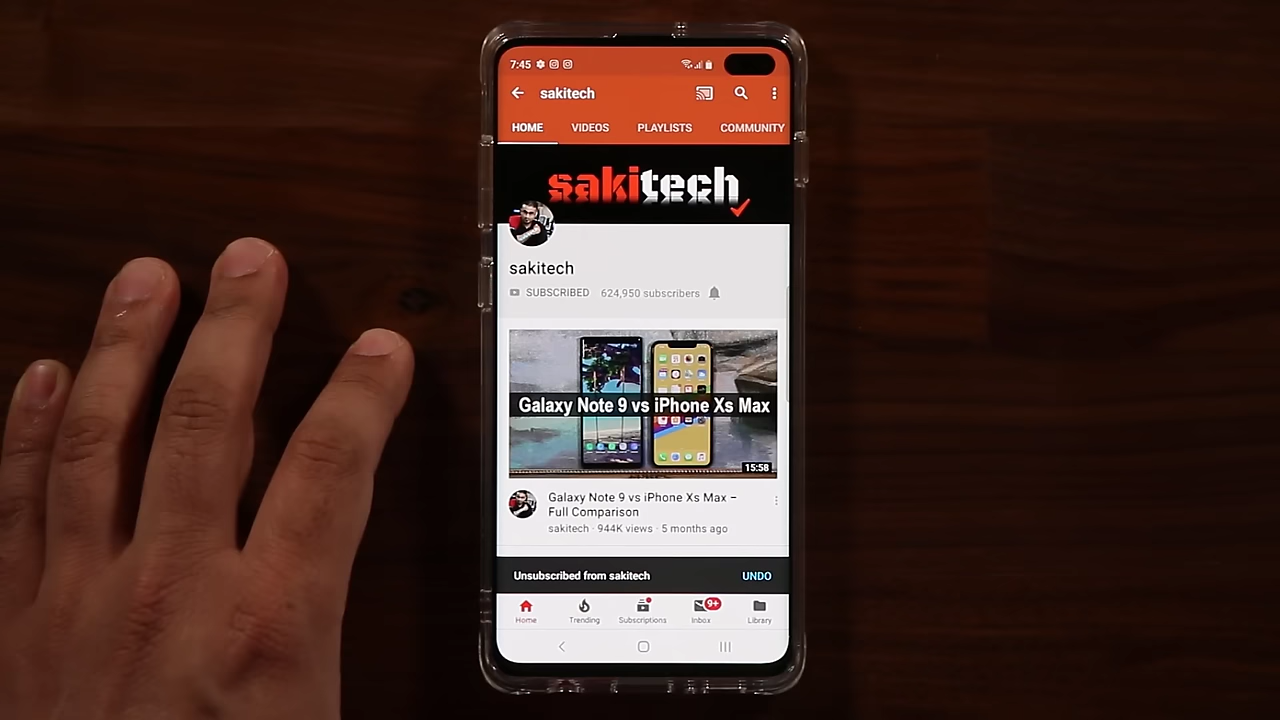 7:45
sakitech
HOME VIDEOS PLAYLISTS COMMUNITY
sakitech
sakitech
SUBSCRIBED 624,950 subscribers
Galaxy Note 9 vs iPhone Xs Max
15:58
Galaxy Note 9 vs iPhone Xs Max –
Full Comparison
sakitech · 944K views · 5 months ago
Unsubscribed from sakitech UNDO
9+
Home Trending Subscriptions Inbox Library